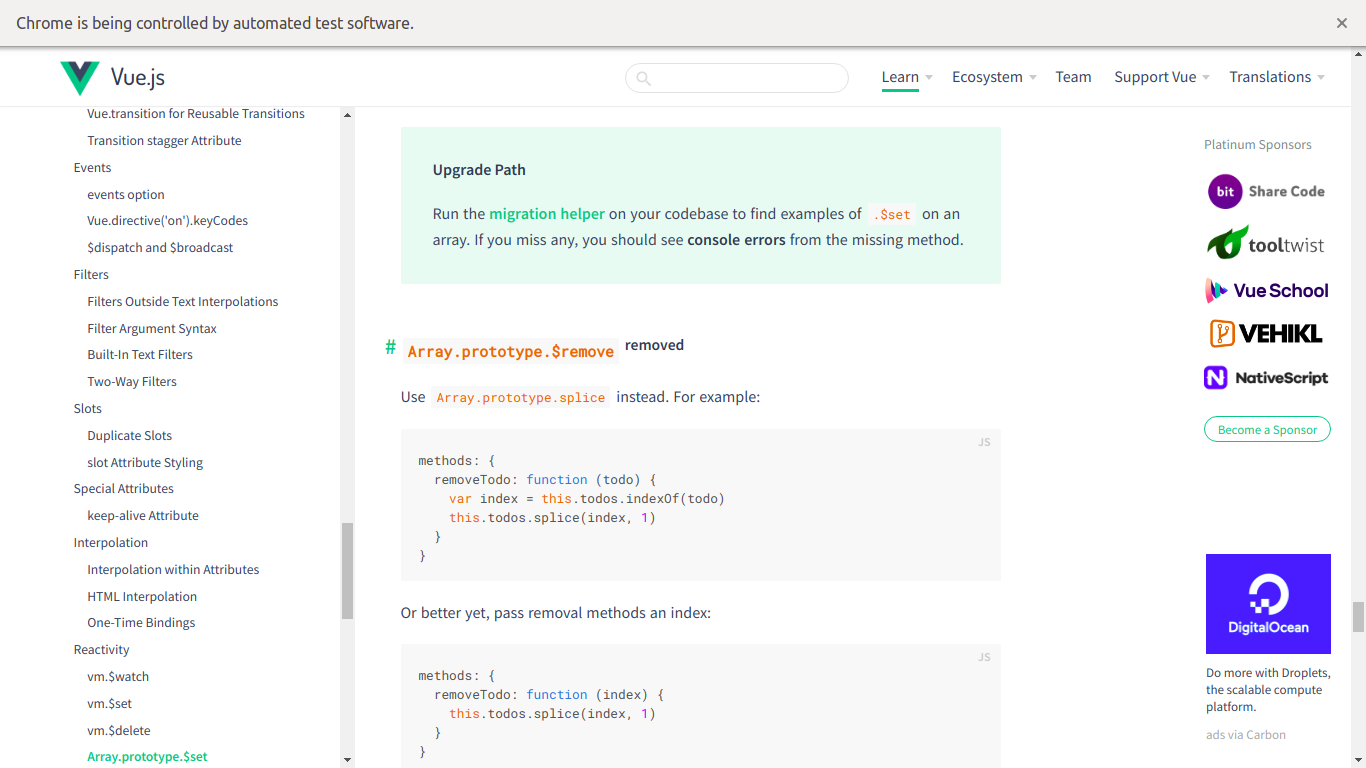 Chrome is being controlled by automated test software.
Vue.js
Learn
Ecosystem
Team
Support Vue
Translations
Vue.transition for Reusable Transitions
Transition stagger Attribute
Events
events option
Vue.directive('on').keyCodes
$dispatch and $broadcast
Filters
Filters Outside Text Interpolations
Filter Argument Syntax
Built-In Text Filters
Two-Way Filters
Slots
Duplicate Slots
slot Attribute Styling
Special Attributes
keep-alive Attribute
Interpolation
Interpolation within Attributes
HTML Interpolation
One-Time Bindings
Reactivity
vm.$watch
vm.$set
vm.$delete
Array.prototype.$set
Upgrade Path
Run the migration helper on your codebase to find examples of .$set on an
array. If you miss any, you should see console errors from the missing method.
# Array.prototype.$remove removed
Use Array.prototype.splice instead. For example:
JS
methods: {
removeTodo: function (todo) {
var index = this.todos.indexOf(todo)
this.todos.splice(index, 1)
}
}
Or better yet, pass removal methods an index:
JS
methods: {
removeTodo: function (index) {
this.todos.splice(index, 1)
}
}
Platinum Sponsors
bit Share Code
tooltwist
Vue School
VEHIKL
NativeScript
Become a Sponsor
DigitalOcean
Do more with Droplets,
the scalable compute
platform.
ads via Carbon